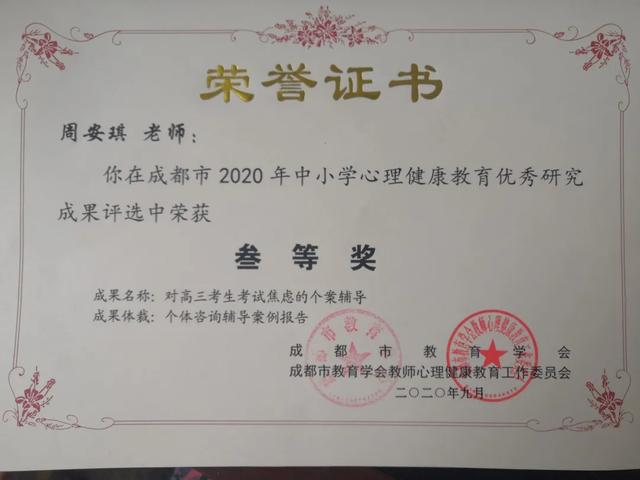 荣誉证书
周安琪 老师：
你在成都市2020年中小学心理健康教育优秀研究
成果评选中荣获
叁等奖
成果名称：对高三考生考试焦虑的个案辅导
成果体裁：个体咨询辅导案例报告
成都市教育学会
成都市教育学会教师心理健康教育工作委员会
二〇二〇年九月